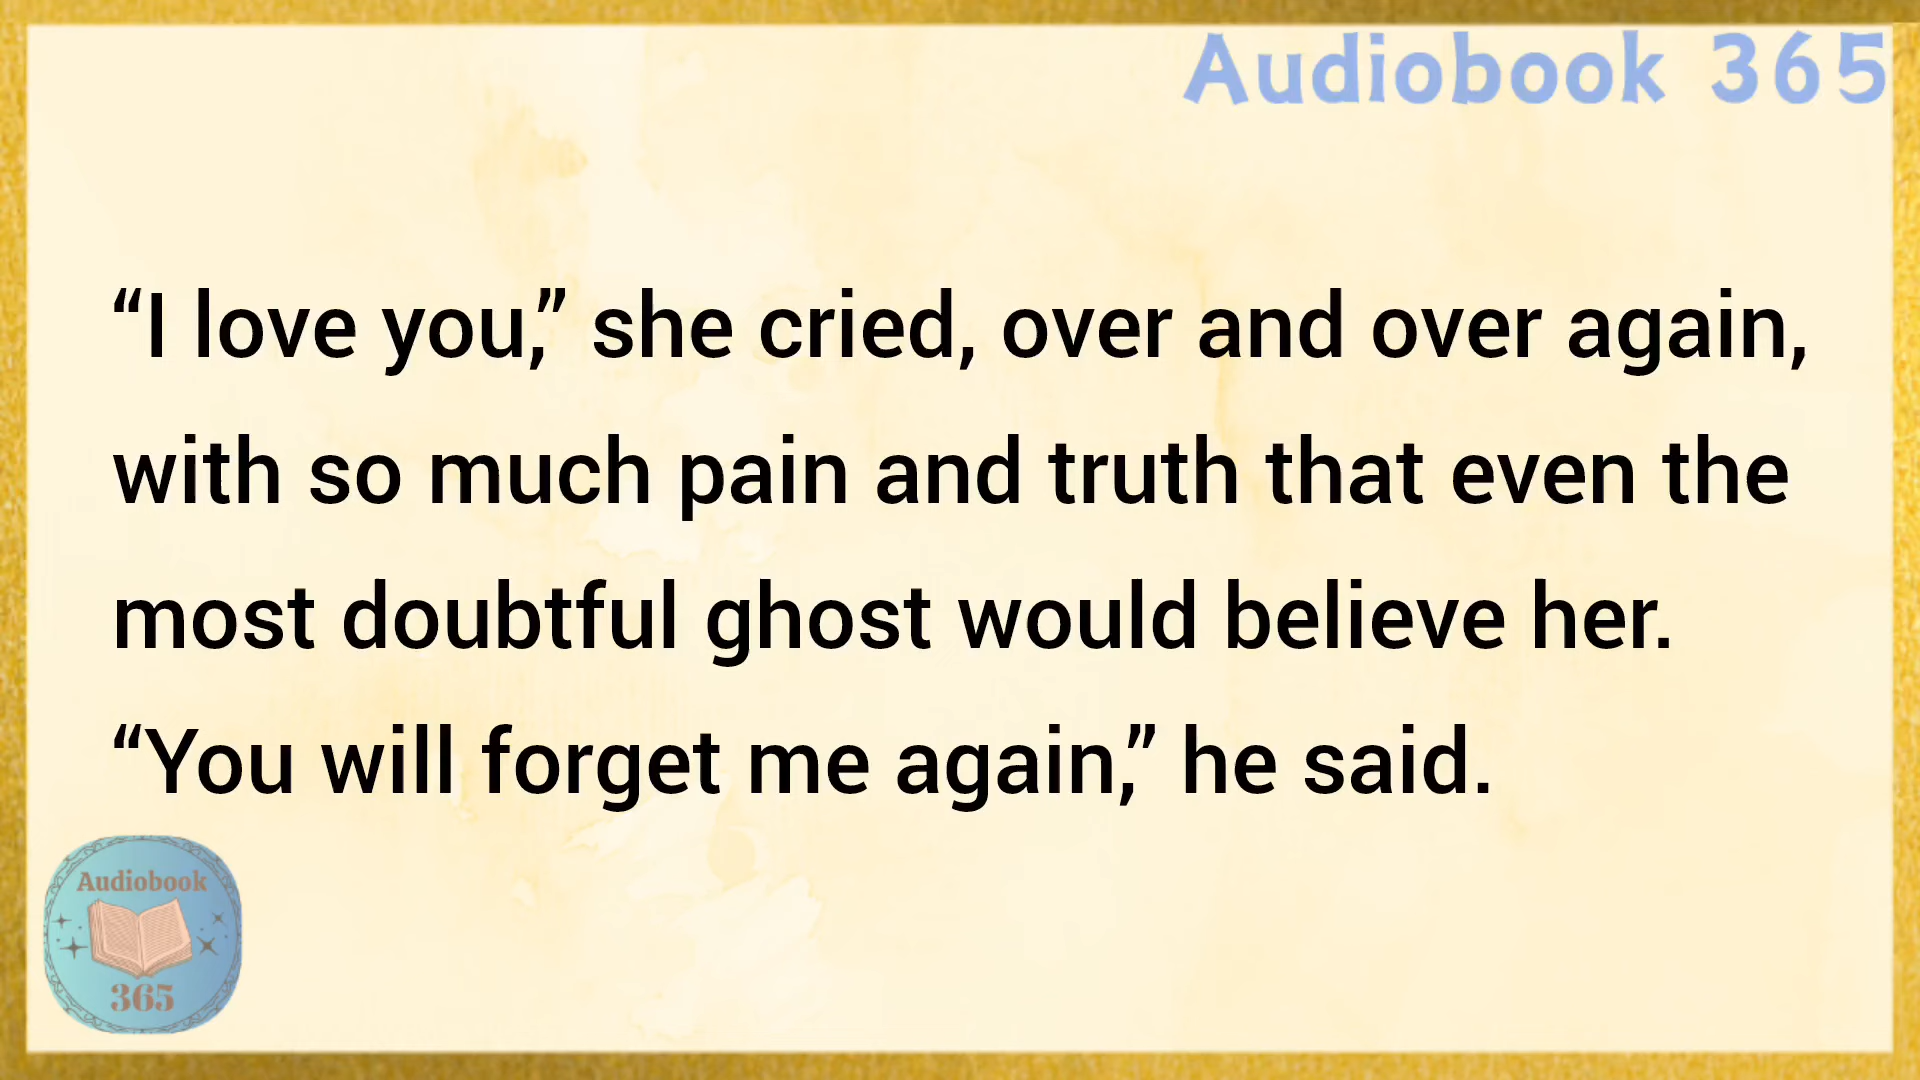 Audiobook 365
“I love you,” she cried, over and over again,
with so much pain and truth that even the
most doubtful ghost would believe her.
“You will forget me again,” he said.
Audiobook
365